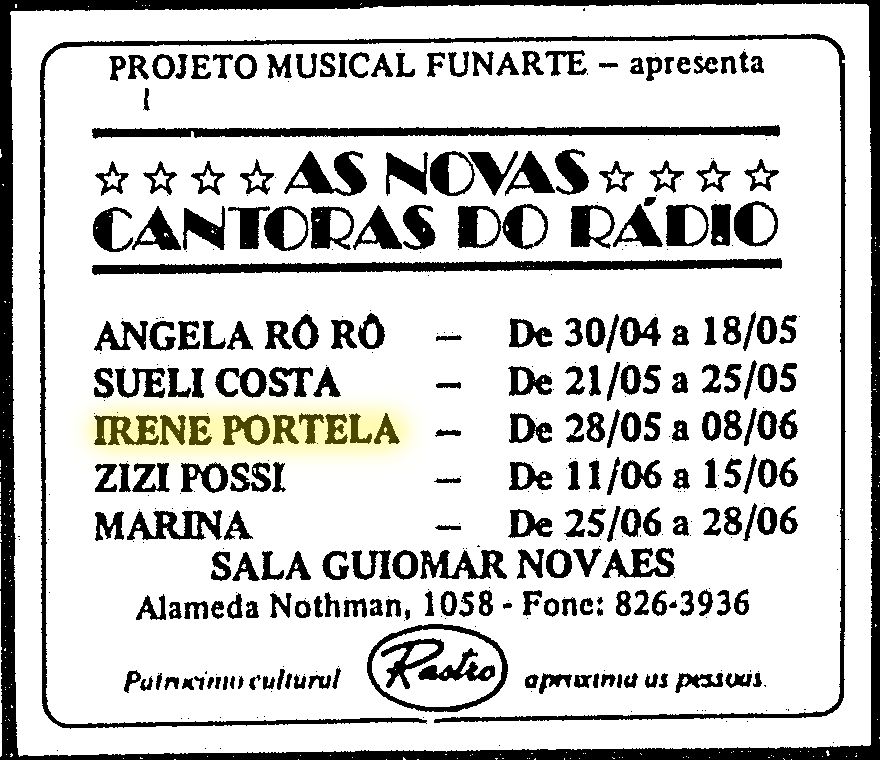 PROJETO MUSICAL FUNARTE – apresenta
☆ ☆ ☆ ☆ AS NOVAS ☆ ☆ ☆ ☆
CANTORAS DO RÁDIO
ANGELA RÔ RÔ – De 30/04 a 18/05
SUELI COSTA – De 21/05 a 25/05
IRENE PORTELA – De 28/05 a 08/06
ZIZI POSSI – De 11/06 a 15/06
MARINA – De 25/06 a 28/06
SALA GUIOMAR NOVAES
Alameda Nothman, 1058 - Fone: 826-3936
Patrocínio cultural Rastro aproxima as pessoas.